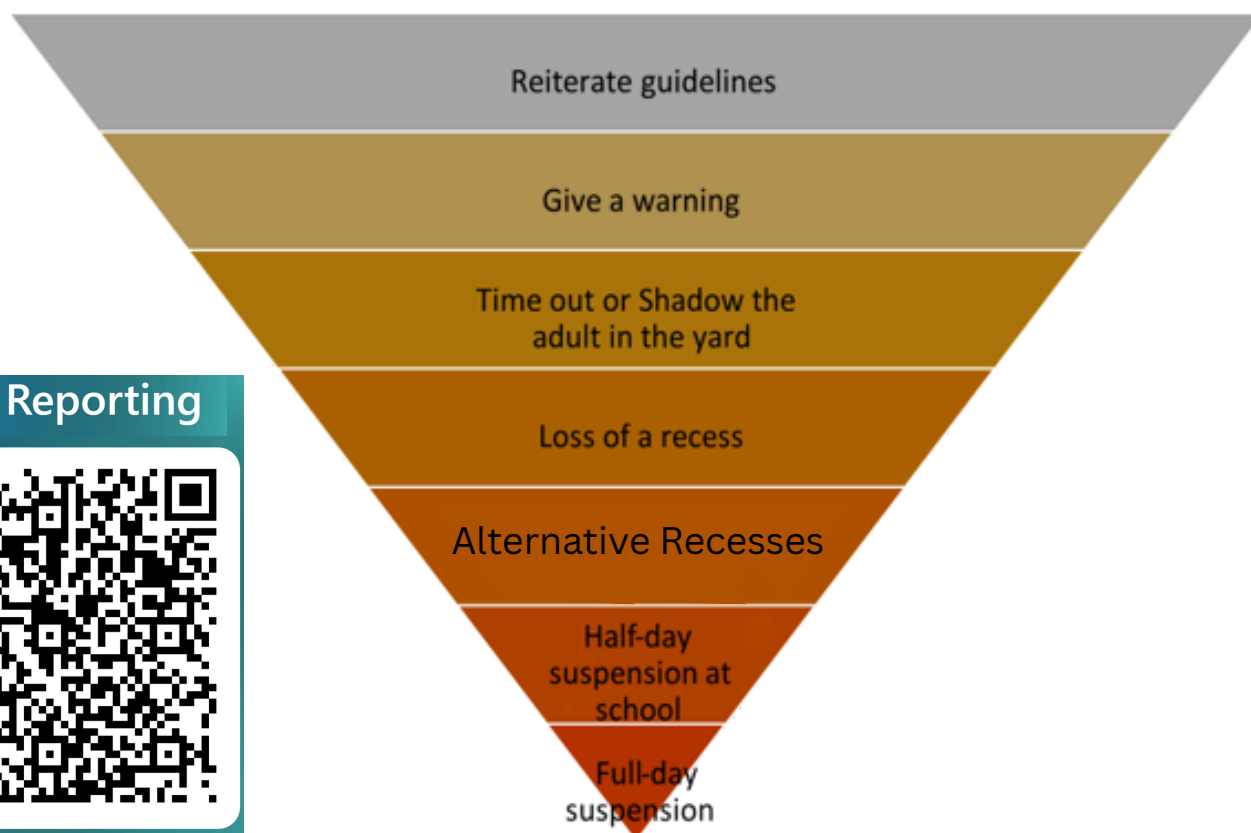 Reiterate guidelines
Give a warning
Time out or Shadow the
adult in the yard
Loss of a recess
Alternative Recesses
Half-day
suspension at
school
Full-day
suspension
Reporting